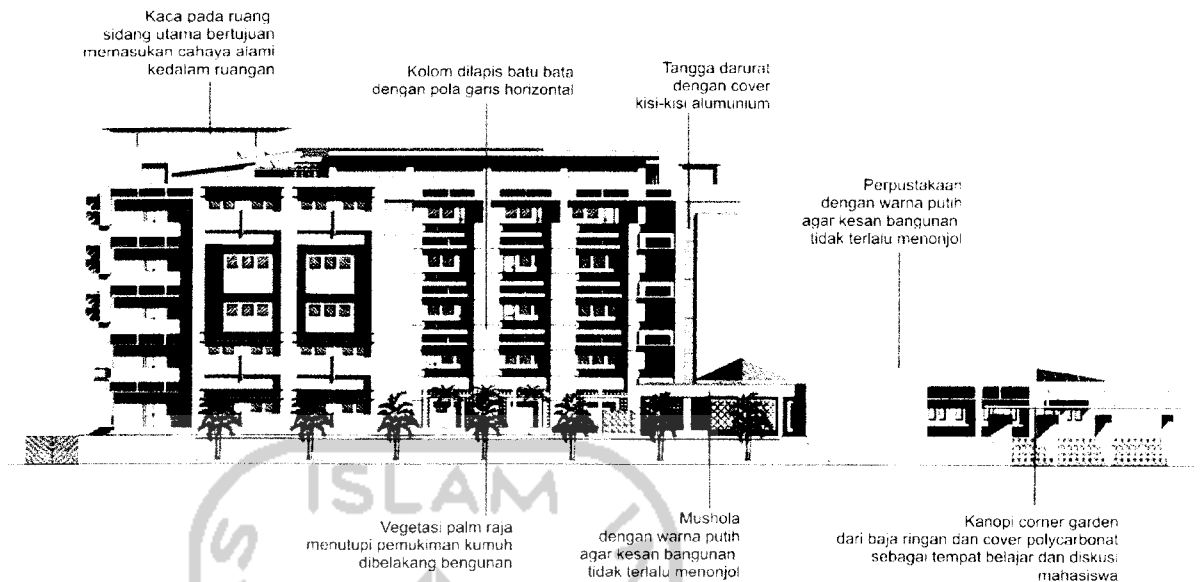 Kaca pada ruang
sidang utama bertujuan
memasukan cahaya alami
kedalam ruangan
Kolom dilapis batu bata
dengan pola garis horizontal
Tangga darurat
dengan cover
kisi-kisi alumunium
Perpustakaan
dengan warna putih
agar kesan bangunan
tidak terlalu menonjol
Vegetasi palm raja
menutupi pemukiman kumuh
dibelakang bengunan
Mushola
dengan warna putih
agar kesan bangunan
tidak terlalu menonjol
Kanopi corner garden
dari baja ringan dan cover polycarbonat
sebagai tempat belajar dan diskusi
mahasiswa
ISLAM